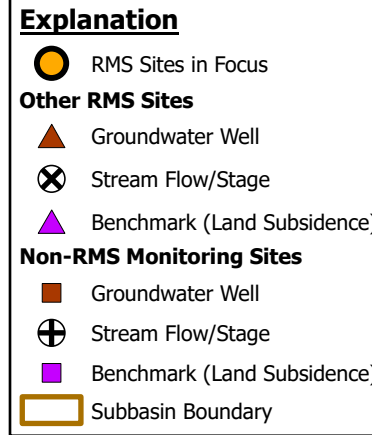 Explanation
RMS Sites in Focus
Other RMS Sites
Groundwater Well
Stream Flow/Stage
Benchmark (Land Subsidence)
Non-RMS Monitoring Sites
Groundwater Well
Stream Flow/Stage
Benchmark (Land Subsidence)
Subbasin Boundary